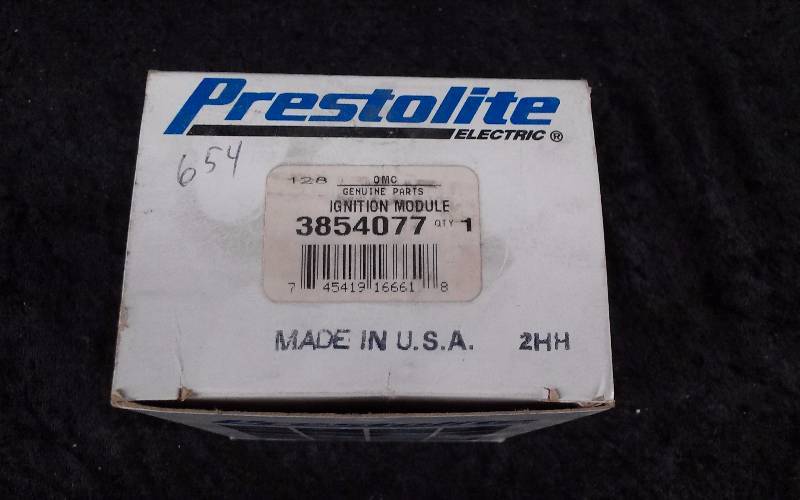 Prestolite
ELECTRIC ®
654
128 OMC
GENUINE PARTS
IGNITION MODULE
3854077 QTY 1
7 45419 16661 8
MADE IN U.S.A. 2HH